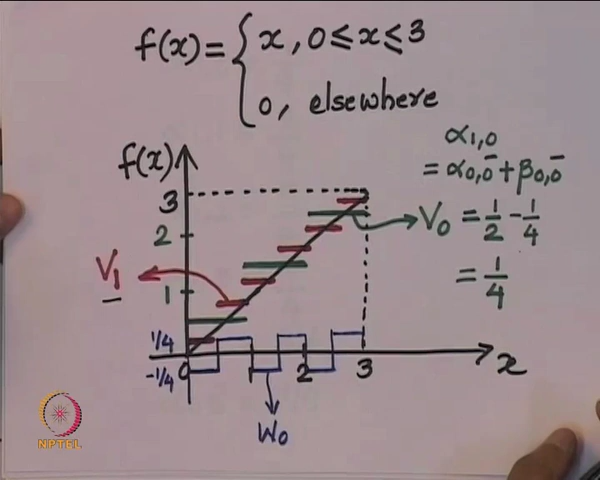 f(x) = { x, 0 ≤ x ≤ 3
0, elsewhere
α1,0
= α0,0̄ + β0,0̄
f(x)
3
V0 = 1/2 - 1/4
2
= 1/4
V1
1
1/4
-1/4 0 1 2 3 x
W0
NPTEL